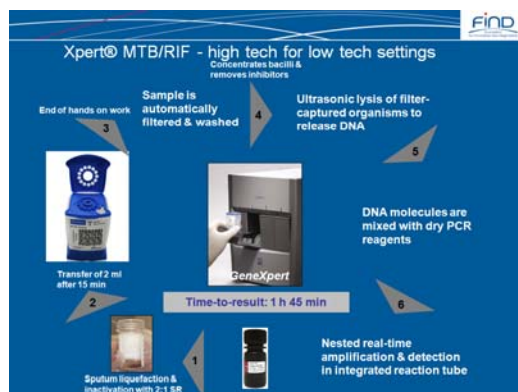 FIND
Xpert® MTB/RIF - high tech for low tech settings
Concentrates bacilli &
removes inhibitors
End of hands on work
3
Sample is
automatically
filtered & washed
4
Ultrasonic lysis of filter-
captured organisms to
release DNA
5
DNA molecules are
mixed with dry PCR
reagents
GeneXpert
Transfer of 2 ml
after 15 min
2
Time-to-result: 1 h 45 min
6
1
Sputum liquefaction &
inactivation with 2:1 SR
Nested real-time
amplification & detection
in integrated reaction tube